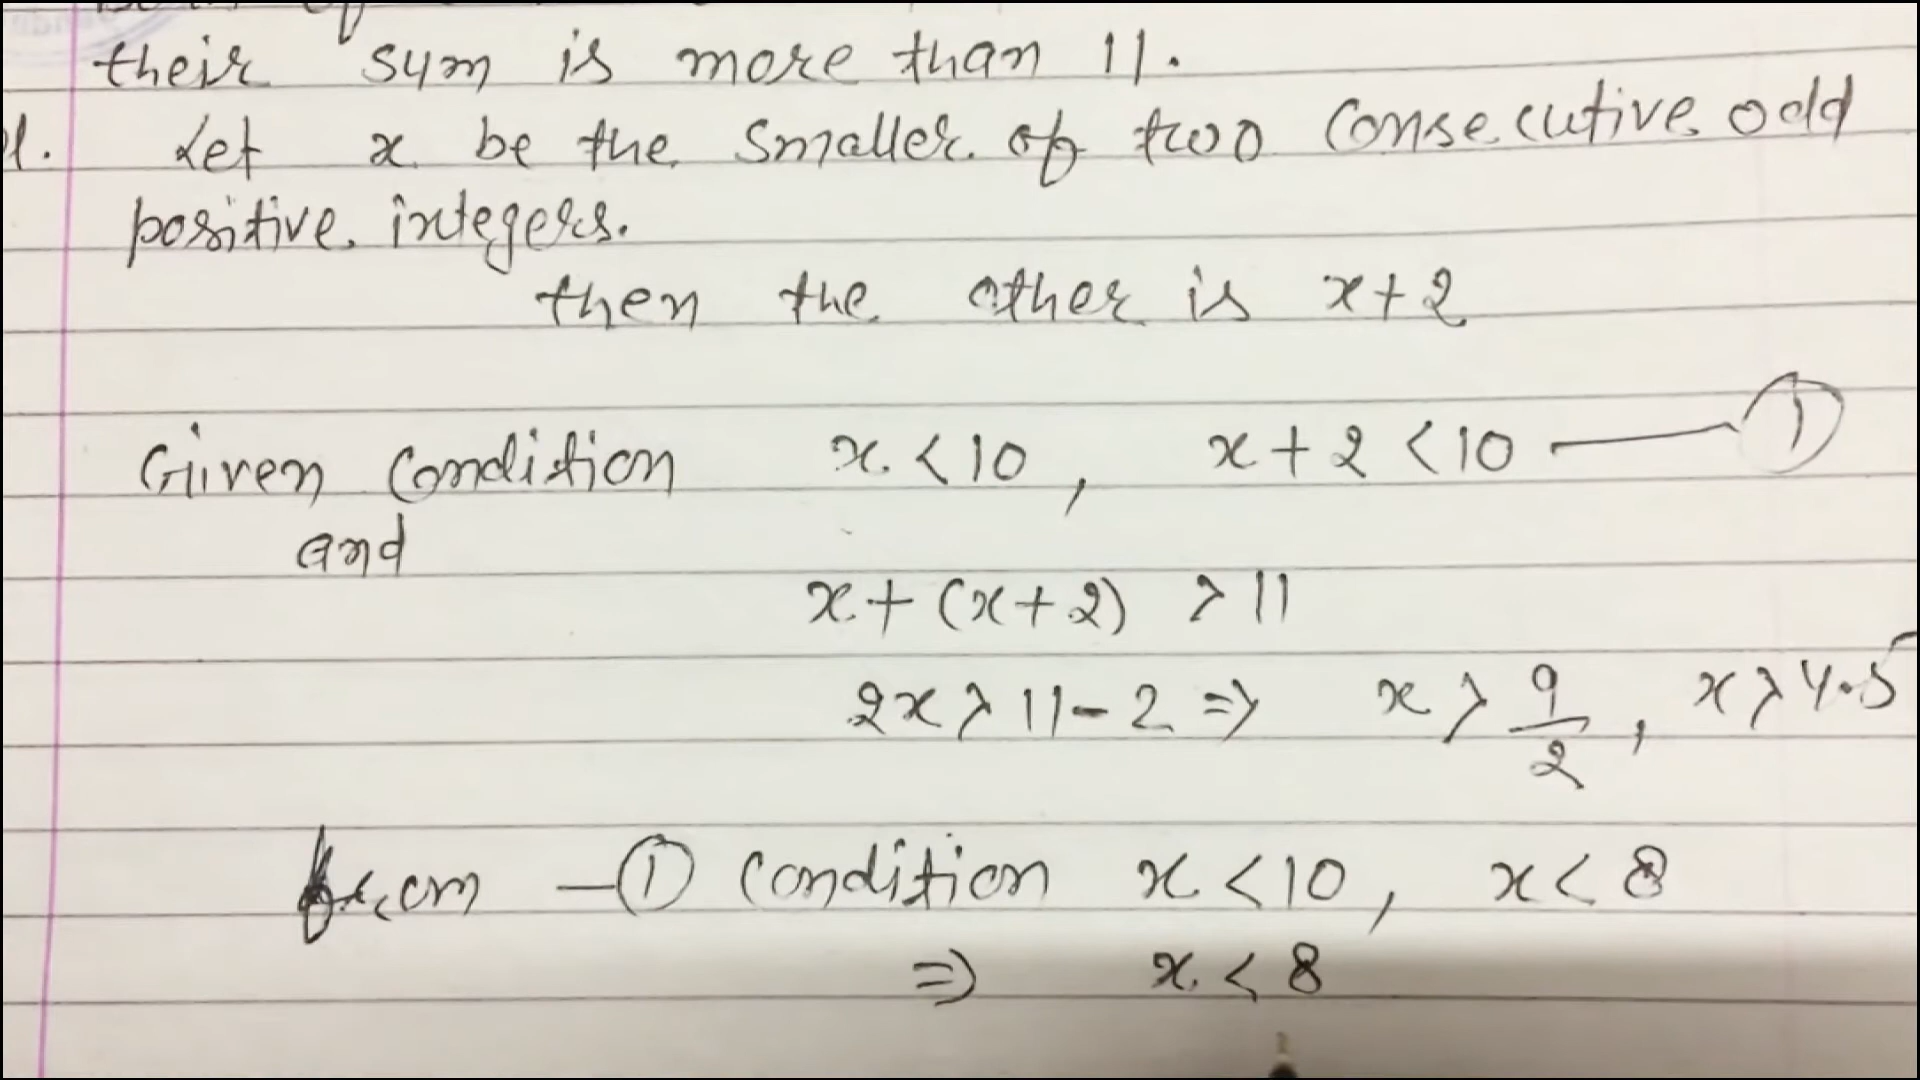 their sum is more than 11.
Let x be the smaller of two consecutive odd
positive integers.
then the other is x+2
Given Condition x < 10, x + 2 < 10 — ①
and
x + (x+2) > 11
2x > 11 - 2 ⇒ x > 9/2, x > 4.5
from — ① Condition x < 10, x < 8
⇒ x < 8